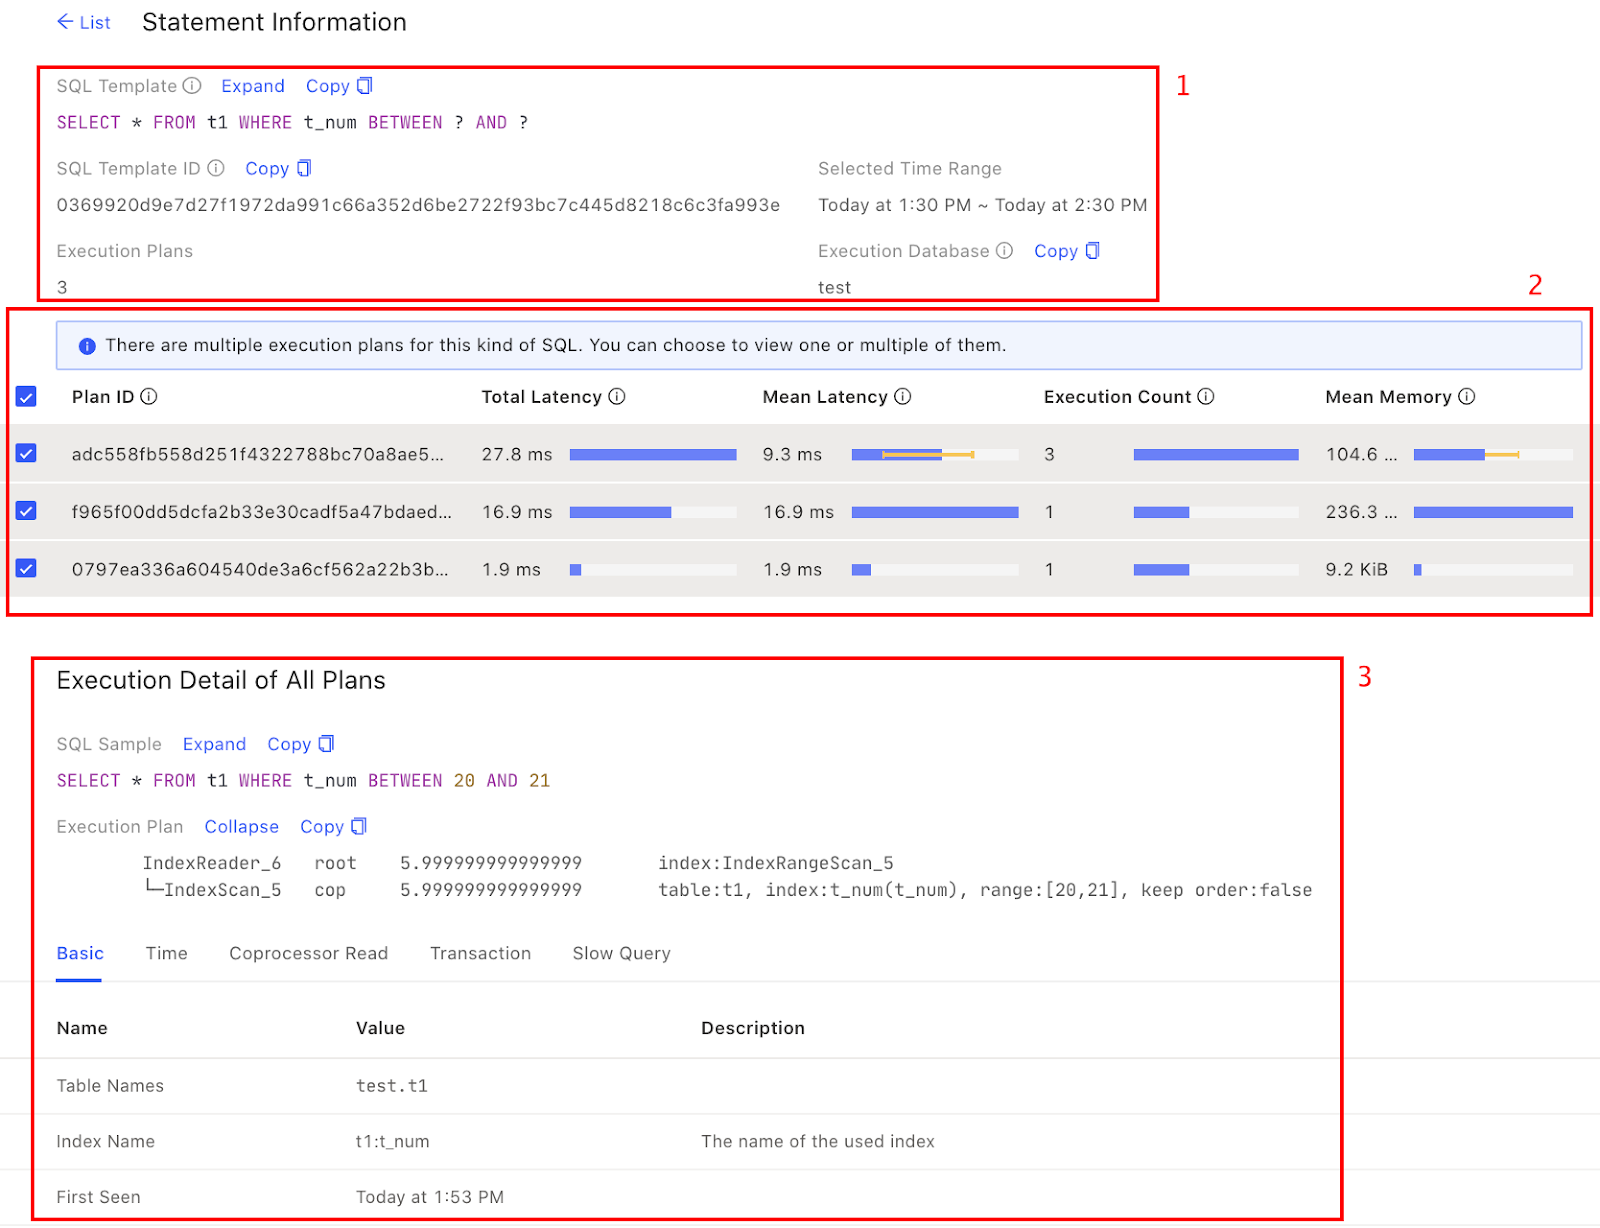 List Statement Information
1
SQL Template Expand Copy
SELECT * FROM t1 WHERE t_num BETWEEN ? AND ?
SQL Template ID Copy Selected Time Range
0369920d9e7d27f1972da991c66a352d6be2722f93bc7c445d8218c6c3fa993e Today at 1:30 PM ~ Today at 2:30 PM
Execution Plans Execution Database Copy
3 test
2
There are multiple execution plans for this kind of SQL. You can choose to view one or multiple of them.
Plan ID Total Latency Mean Latency Execution Count Mean Memory
adc558fb558d251f4322788bc70a8ae5... 27.8 ms 9.3 ms 3 104.6 ...
f965f00dd5dcfa2b33e30cadf5a47bdaed... 16.9 ms 16.9 ms 1 236.3 ...
0797ea336a604540de3a6cf562a22b3b... 1.9 ms 1.9 ms 1 9.2 KiB
3
Execution Detail of All Plans
SQL Sample Expand Copy
SELECT * FROM t1 WHERE t_num BETWEEN 20 AND 21
Execution Plan Collapse Copy
IndexReader_6 root 5.999999999999999 index:IndexRangeScan_5
└─IndexScan_5 cop 5.999999999999999 table:t1, index:t_num(t_num), range:[20,21], keep order:false
Basic Time Coprocessor Read Transaction Slow Query
Name Value Description
Table Names test.t1
Index Name t1:t_num The name of the used index
First Seen Today at 1:53 PM